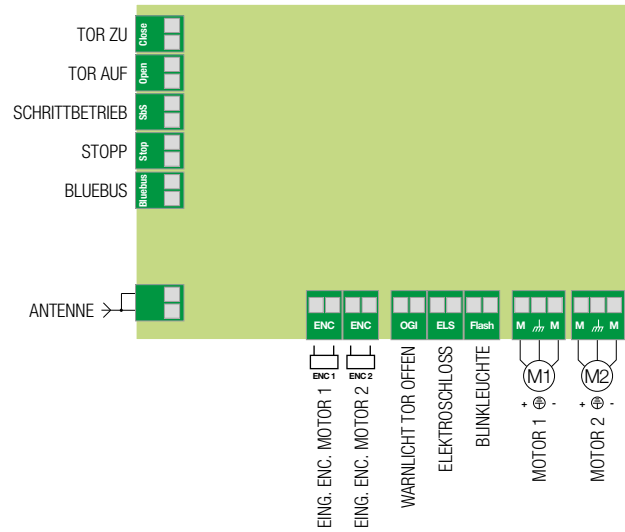 TOR ZU
Close
TOR AUF
Open
SCHRITTBETRIEB
SbS
STOPP
Stop
BLUEBUS
Bluebus
ANTENNE
ENC
ENC
OGI
ELS
Flash
M M
M M
ENC 1
ENC 2
M1
M2
+ -
+ -
EING. ENC. MOTOR 1
EING. ENC. MOTOR 2
WARNLICHT TOR OFFEN
ELEKTROSCHLOSS
BLINKLEUCHTE
MOTOR 1
MOTOR 2